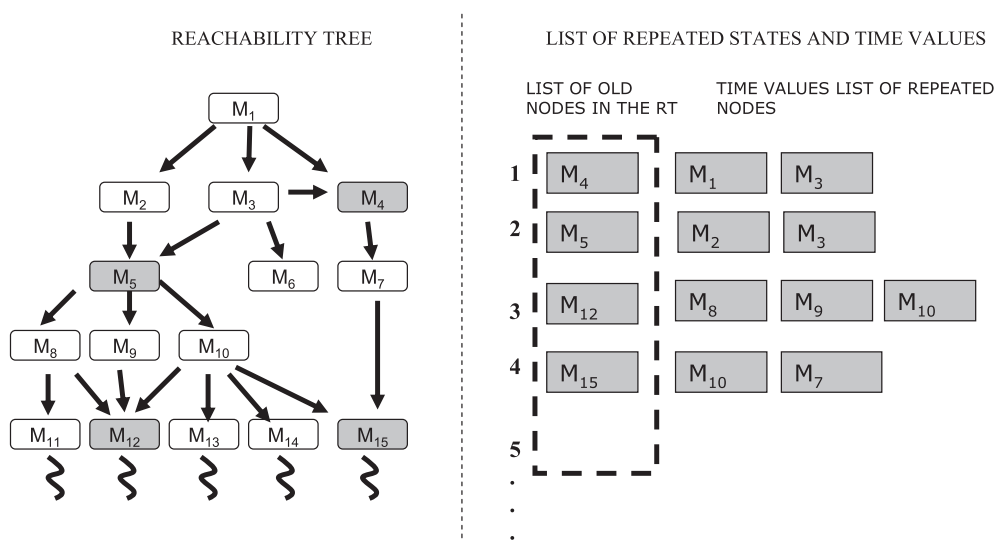 REACHABILITY TREE
M1
M2 M3 M4
M5 M6 M7
M8 M9 M10
M11 M12 M13 M14 M15
LIST OF REPEATED STATES AND TIME VALUES
LIST OF OLD
NODES IN THE RT
TIME VALUES LIST OF REPEATED
NODES
1 M4 M1 M3
2 M5 M2 M3
3 M12 M8 M9 M10
4 M15 M10 M7
5
.
.
.